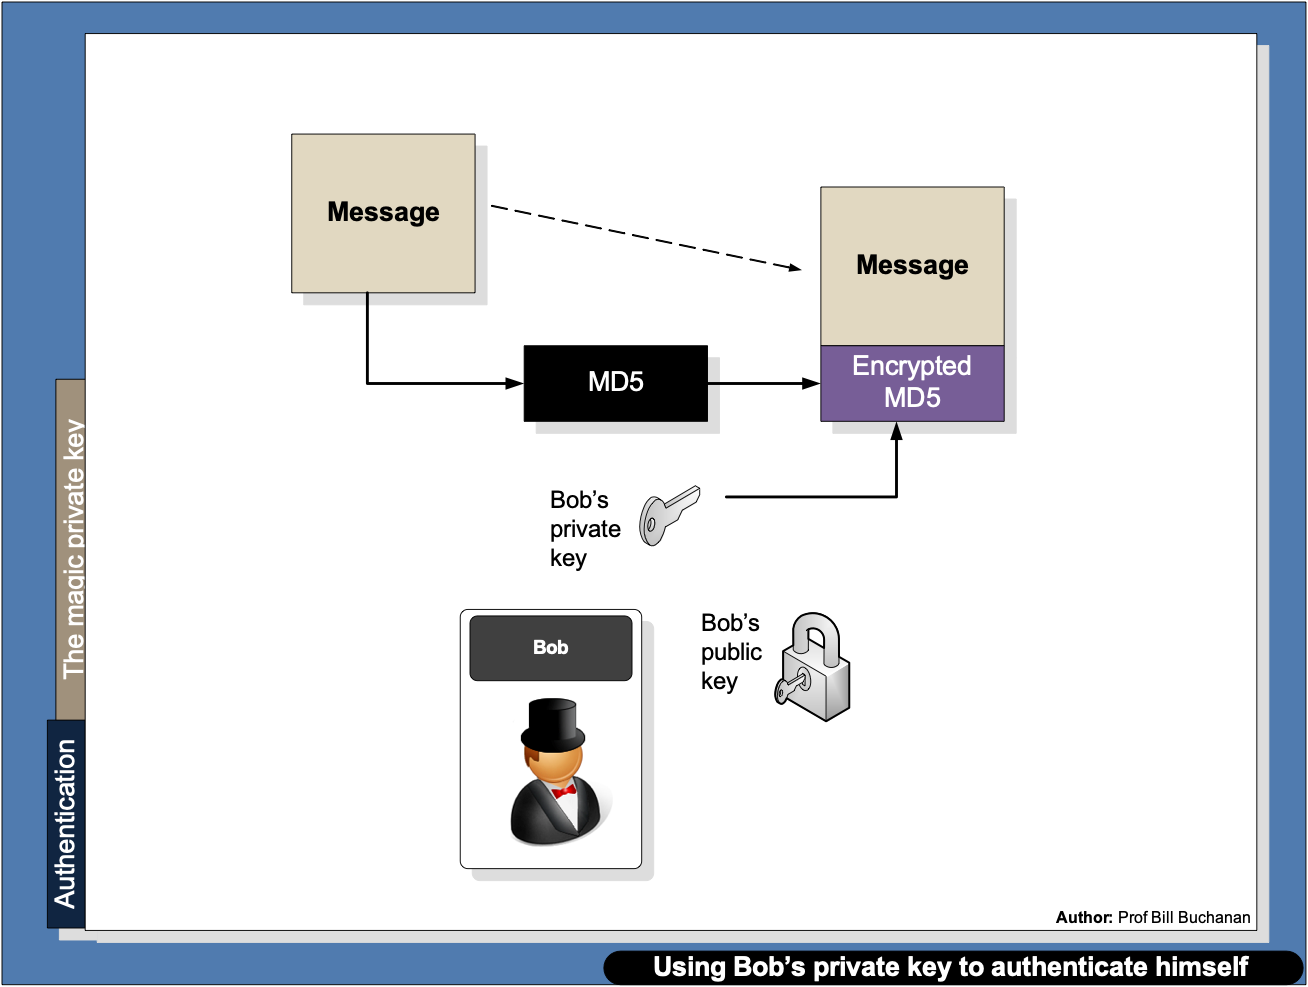 Message
Message
MD5
Encrypted
MD5
Bob’s
private
key
Bob
Bob’s
public
key
The magic private key
Authentication
Author: Prof Bill Buchanan
Using Bob’s private key to authenticate himself